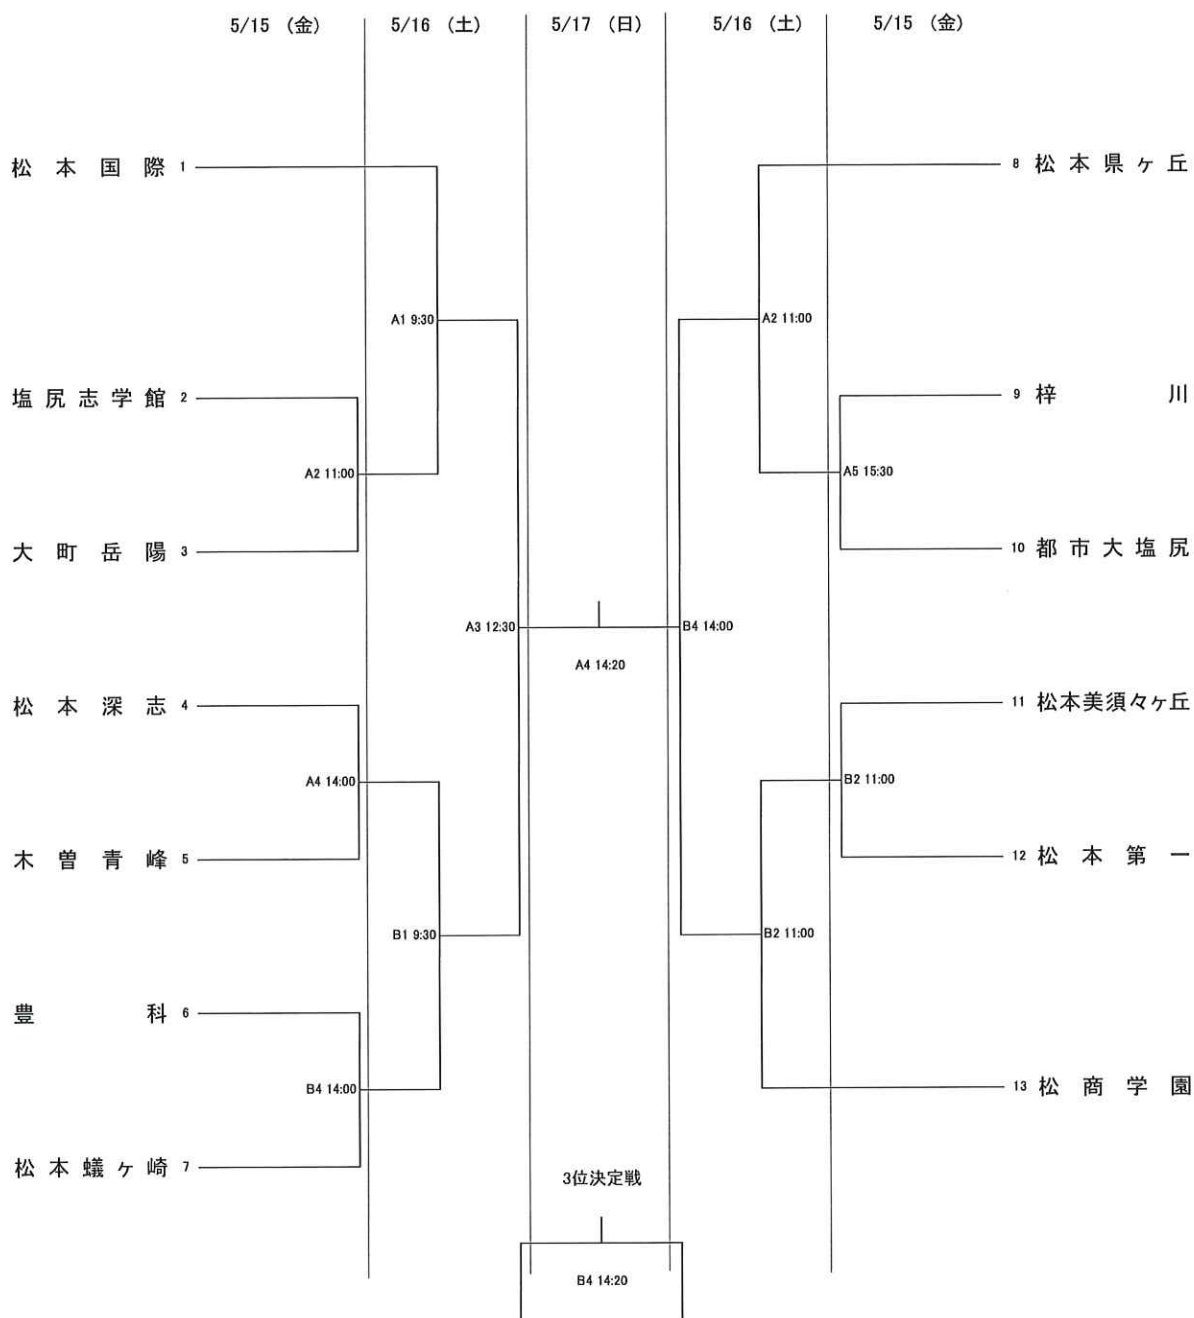 5/15 （金） 5/16 （土） 5/17 （日） 5/16 （土） 5/15 （金）
松本国際 1
8 松本県ヶ丘
A1 9:30
A2 11:00
塩尻志学館 2
9 梓川
A2 11:00
A5 15:30
大町岳陽 3
10 都市大塩尻
A3 12:30
B4 14:00
A4 14:20
松本深志 4
11 松本美須々ヶ丘
A4 14:00
B2 11:00
木曽青峰 5
12 松本第一
B1 9:30
B2 11:00
豊科 6
B4 14:00
13 松商学園
松本蟻ヶ崎 7
3位決定戦
B4 14:20